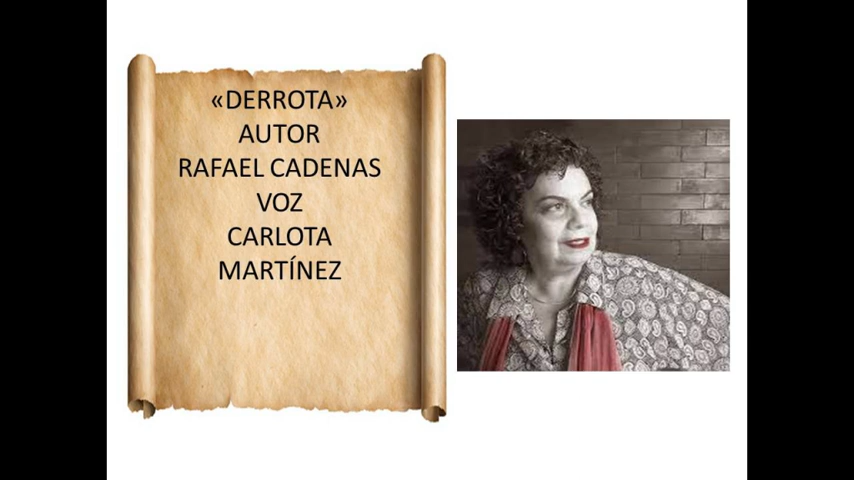 «DERROTA»
AUTOR
RAFAEL CADENAS
VOZ
CARLOTA
MARTÍNEZ